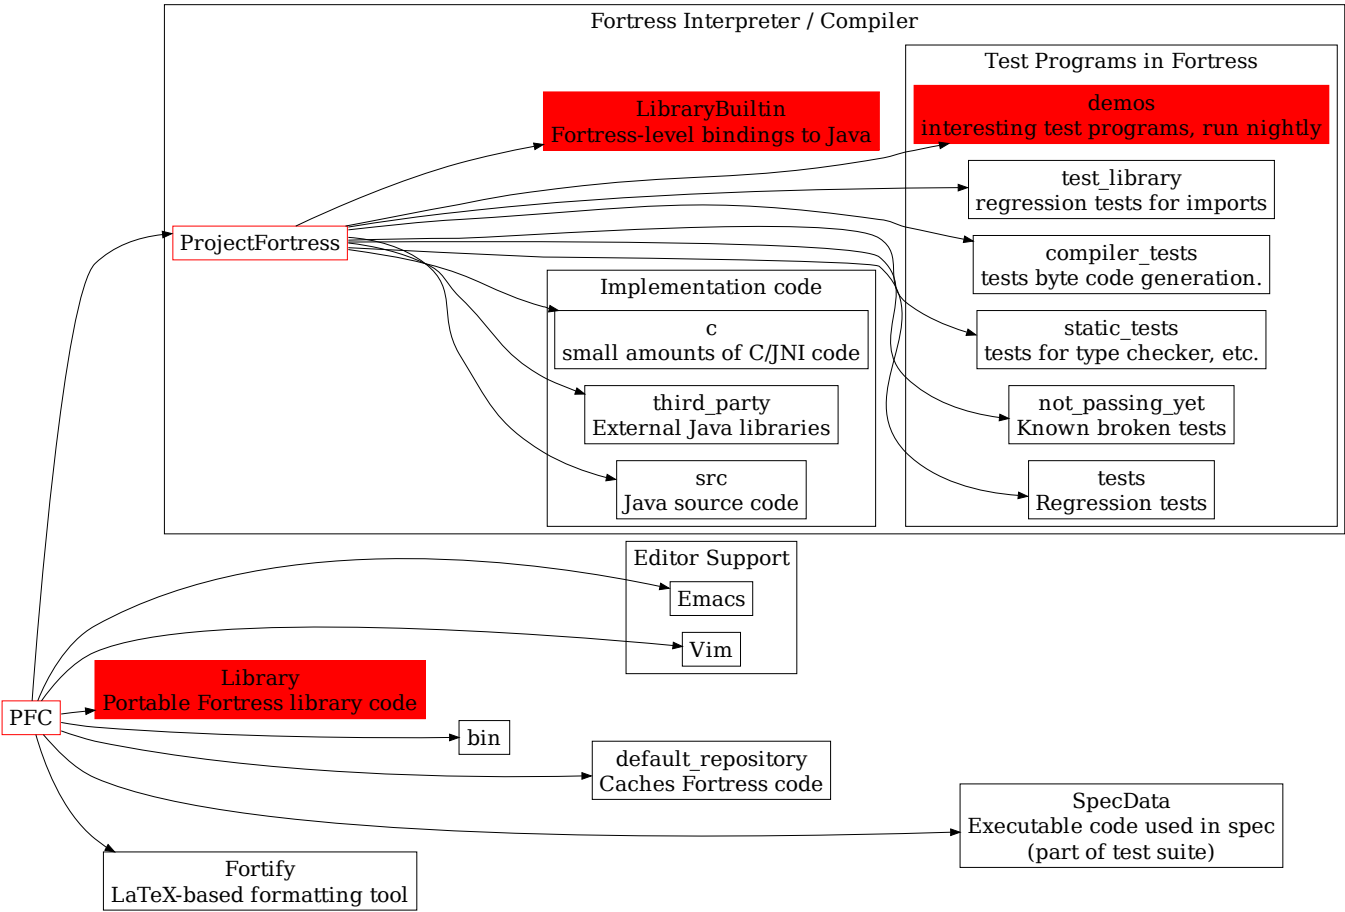 Fortress Interpreter / Compiler
Test Programs in Fortress
LibraryBuiltin
Fortress-level bindings to Java
demos
interesting test programs, run nightly
test_library
regression tests for imports
ProjectFortress
compiler_tests
tests byte code generation.
Implementation code
c
small amounts of C/JNI code
static_tests
tests for type checker, etc.
third_party
External Java libraries
not_passing_yet
Known broken tests
src
Java source code
tests
Regression tests
Editor Support
Emacs
Vim
Library
Portable Fortress library code
PFC
bin
default_repository
Caches Fortress code
SpecData
Executable code used in spec
(part of test suite)
Fortify
LaTeX-based formatting tool